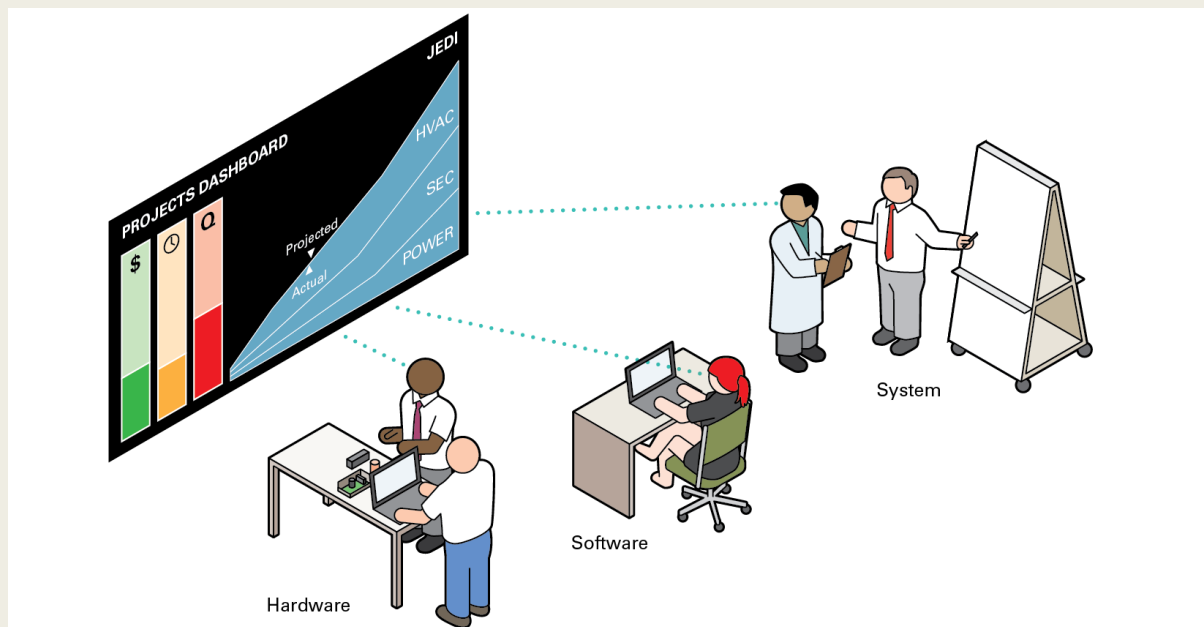 PROJECTS DASHBOARD
JEDI
$
Q
Projected
Actual
HVAC
SEC
POWER
System
Software
Hardware